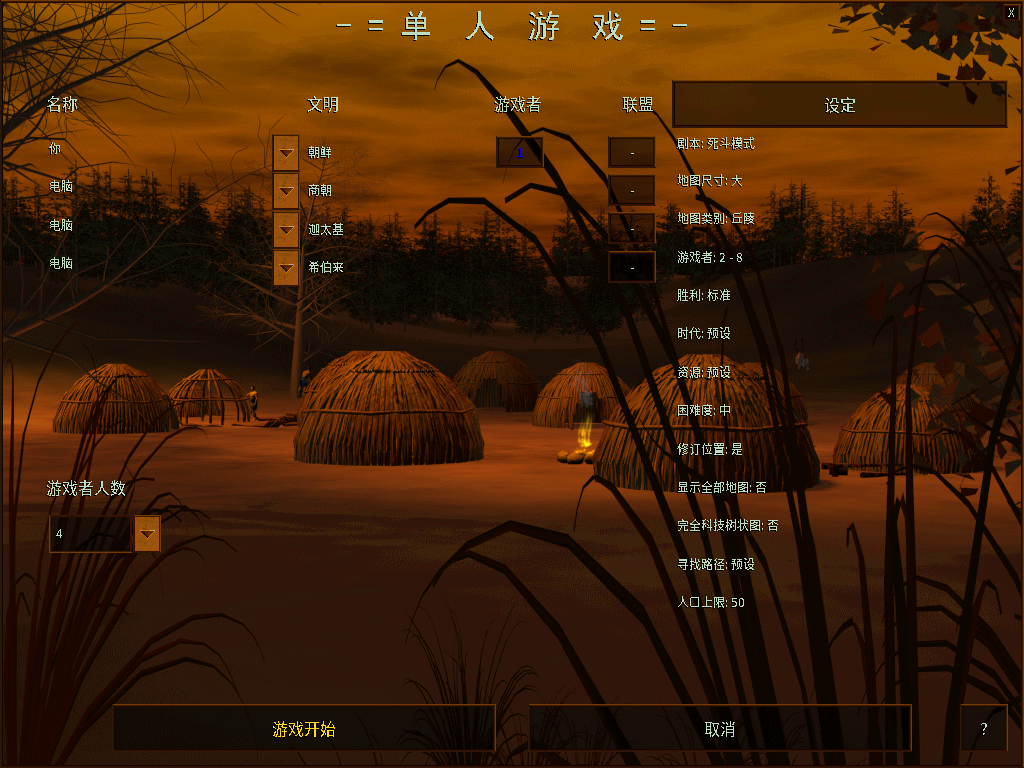 - = 单 人 游 戏 = -
X
名称 文明 游戏者 联盟 设定
你 朝鲜 1 -
电脑 商朝 -
电脑 迦太基 -
电脑 希伯来 -
剧本: 死斗模式
地图尺寸: 大
地图类别: 丘陵
游戏者: 2 - 8
胜利: 标准
时代: 预设
资源: 预设
困难度: 中
修订位置: 是
显示全部地图: 否
完全科技树状图: 否
寻找路径: 预设
人口上限: 50
游戏者人数
4
游戏开始 取消 ?